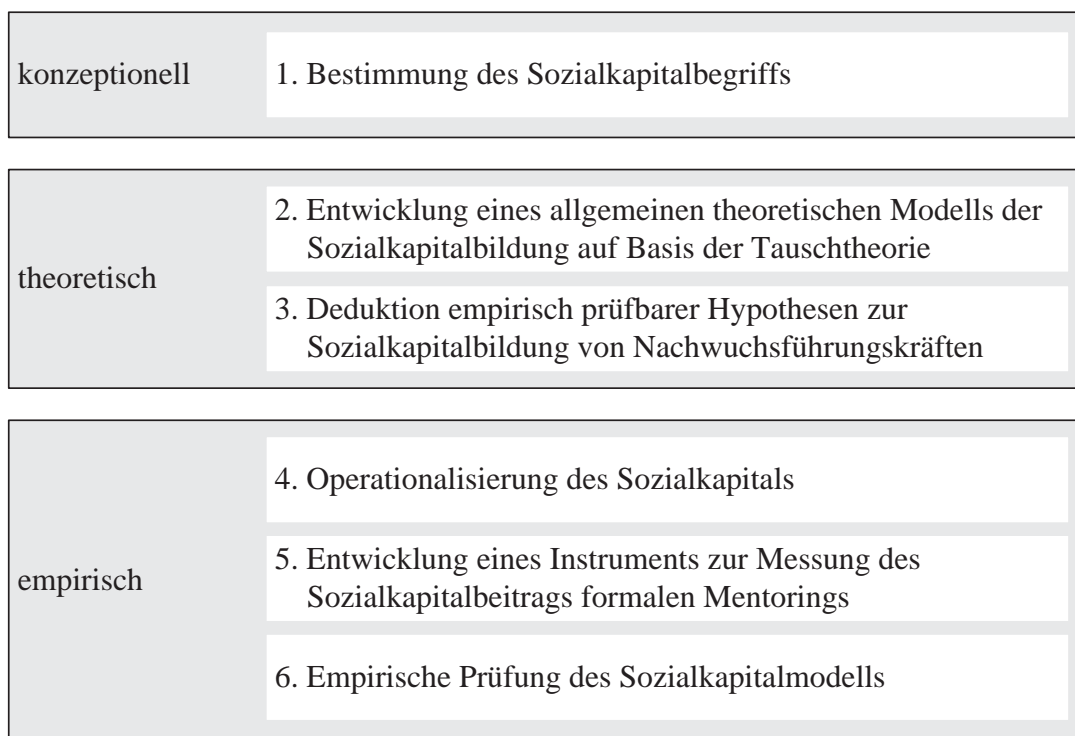 konzeptionell
1. Bestimmung des Sozialkapitalbegriffs
theoretisch
2. Entwicklung eines allgemeinen theoretischen Modells der
Sozialkapitalbildung auf Basis der Tauschtheorie
3. Deduktion empirisch prüfbarer Hypothesen zur
Sozialkapitalbildung von Nachwuchsführungskräften
empirisch
4. Operationalisierung des Sozialkapitals
5. Entwicklung eines Instruments zur Messung des
Sozialkapitalbeitrags formalen Mentorings
6. Empirische Prüfung des Sozialkapitalmodells